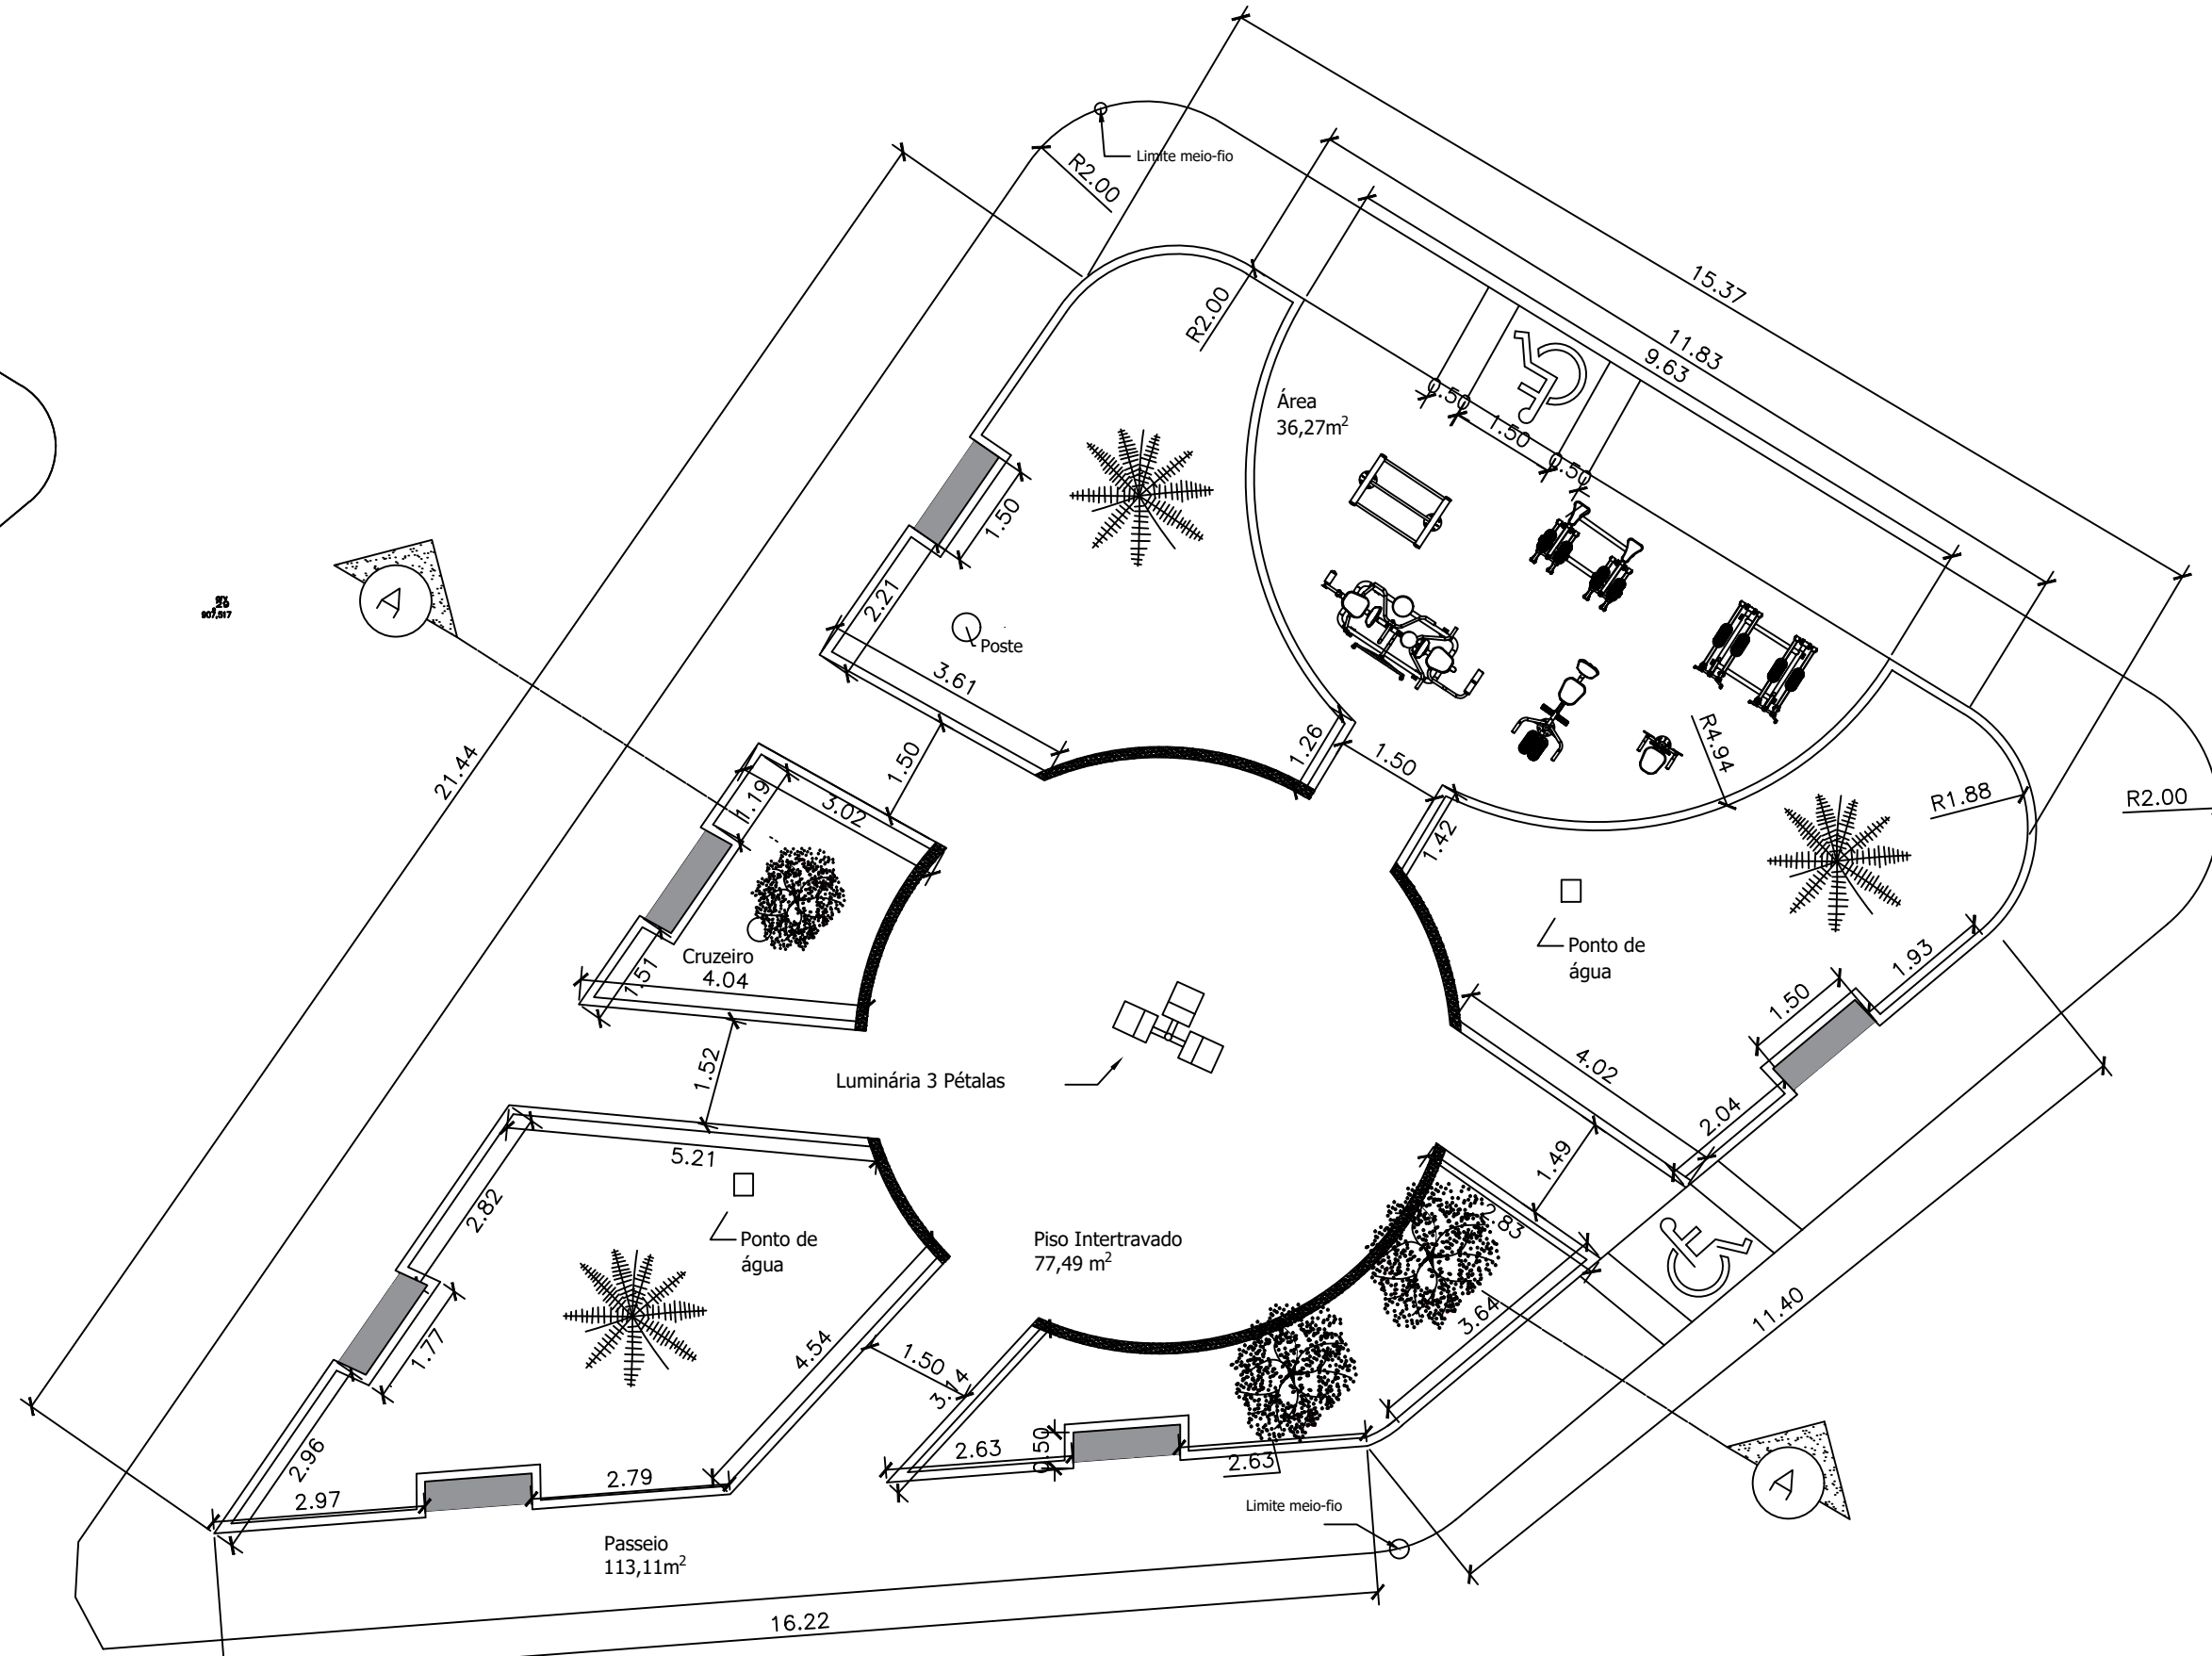 Limite meio-fio
R2.00
15.37
11.83
9.63
R2.00
0.50
1.50
0.50
Área
36,27m²
1.50
2.21
Poste
3.61
1.26
1.50
R4.94
R1.88
R2.00
21.44
1.50
1.19
3.02
1.42
A
907,517
Cruzeiro
4.04
1.51
Ponto de
água
1.93
1.50
4.02
2.04
1.52
Luminária 3 Pétalas
5.21
1.49
2.82
Ponto de
água
Piso Intertravado
77,49 m²
2.83
3.64
11.40
1.77
4.54
1.50
3.14
2.96
2.97
2.79
2.63
0.50
2.63
A
Limite meio-fio
Passeio
113,11m²
16.22